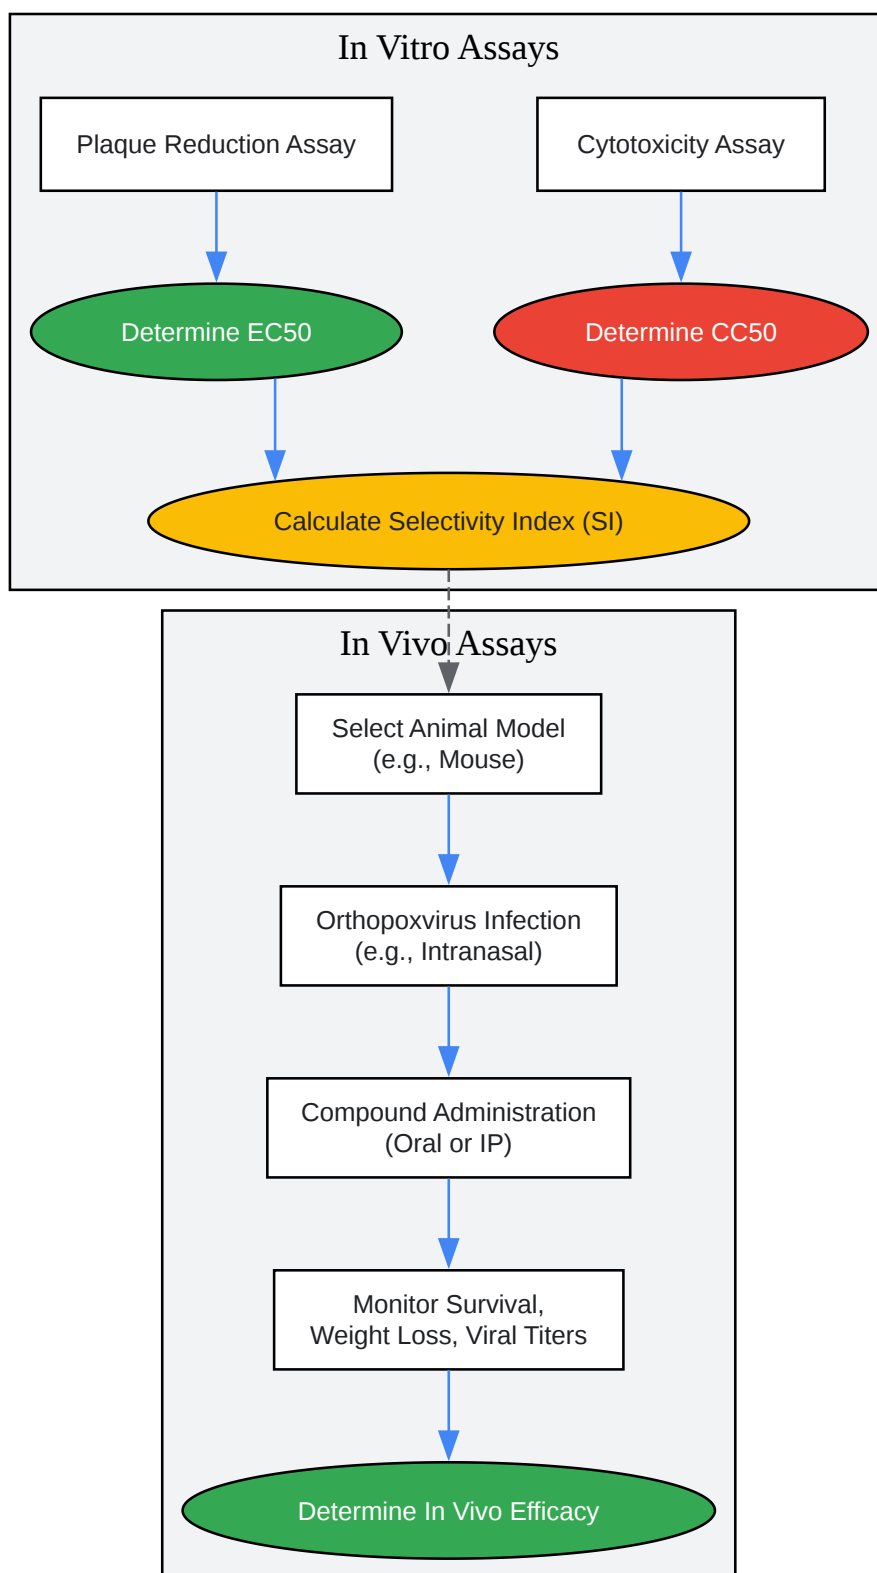 In Vitro Assays
Plaque Reduction Assay
Cytotoxicity Assay
Determine EC50
Determine CC50
Calculate Selectivity Index (SI)
In Vivo Assays
Select Animal Model
(e.g., Mouse)
Orthopoxvirus Infection
(e.g., Intranasal)
Compound Administration
(Oral or IP)
Monitor Survival,
Weight Loss, Viral Titers
Determine In Vivo Efficacy